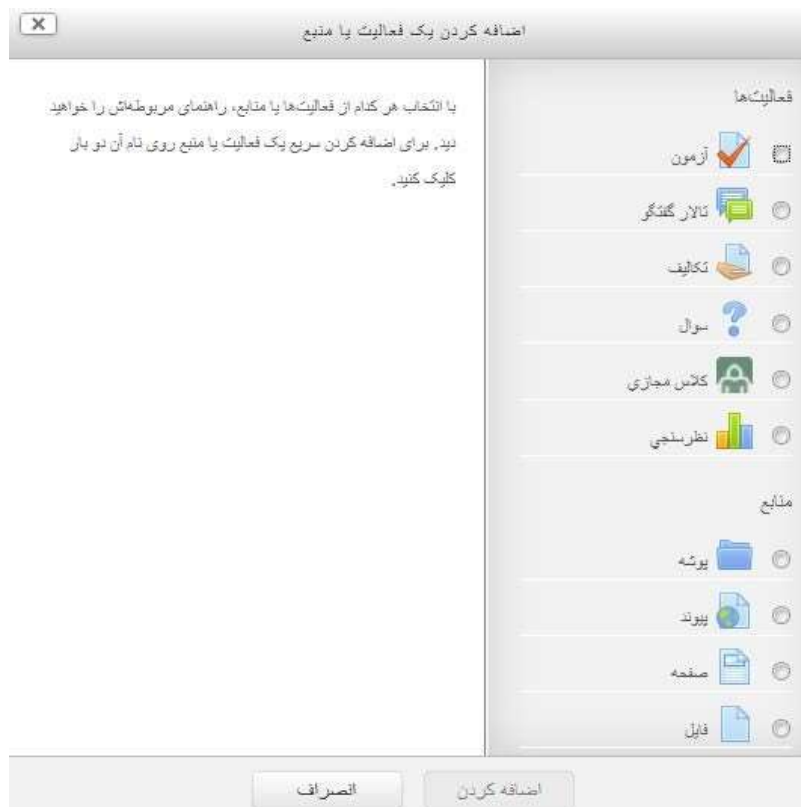 اضافه کردن یک فعالیت یا منبع
فعالیت‌ها
آزمون
تالار گفتگو
تکالیف
سوال
کلاس مجازي
نظرسنجي
منابع
پوشه
پیوند
صفحه
فایل
با انتخاب هر کدام از فعالیت‌ها یا منابع، راهنمای مربوطه‌اش را خواهید
دید. برای اضافه کردن سریع یک فعالیت یا منبع روی نام آن دو بار
کلیک کنید.
اضافه کردن
انصراف